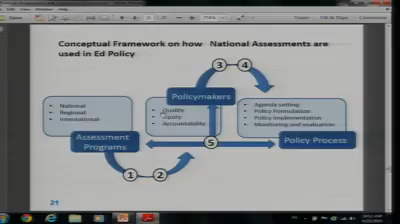 Conceptual Framework on how National Assessments are
used in Ed Policy
3
4
Policymakers
• National
• Regional
• International
• Quality
• Equity
• Accountability
• Agenda setting
• Policy Formulation
• Policy Implementation
• Monitoring and evaluation
Assessment
Programs
5
Policy Process
1
2
21